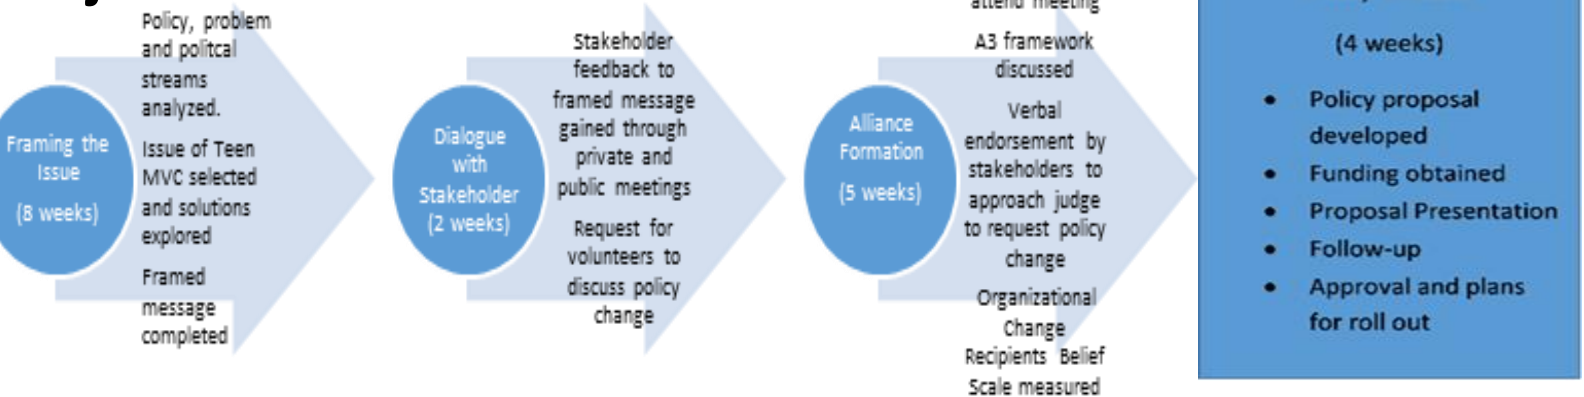 Policy, problem
and politcal
streams
analyzed.
Issue of Teen
MVC selected
and solutions
explored
Framed
message
completed
Framing the
Issue
(8 weeks)
Stakeholder
feedback to
framed message
gained through
private and
public meetings
Request for
volunteers to
discuss policy
change
Dialogue
with
Stakeholder
(2 weeks)
attend meeting
A3 framework
discussed
Verbal
endorsement by
stakeholders to
approach judge
to request policy
change
Organizational
Change
Recipients Belief
Scale measured
Alliance
Formation
(5 weeks)
(4 weeks)
• Policy proposal
developed
• Funding obtained
• Proposal Presentation
• Follow-up
• Approval and plans
for roll out